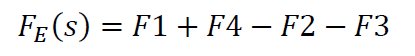 F_E(s) = F1 + F4 − F2 − F3